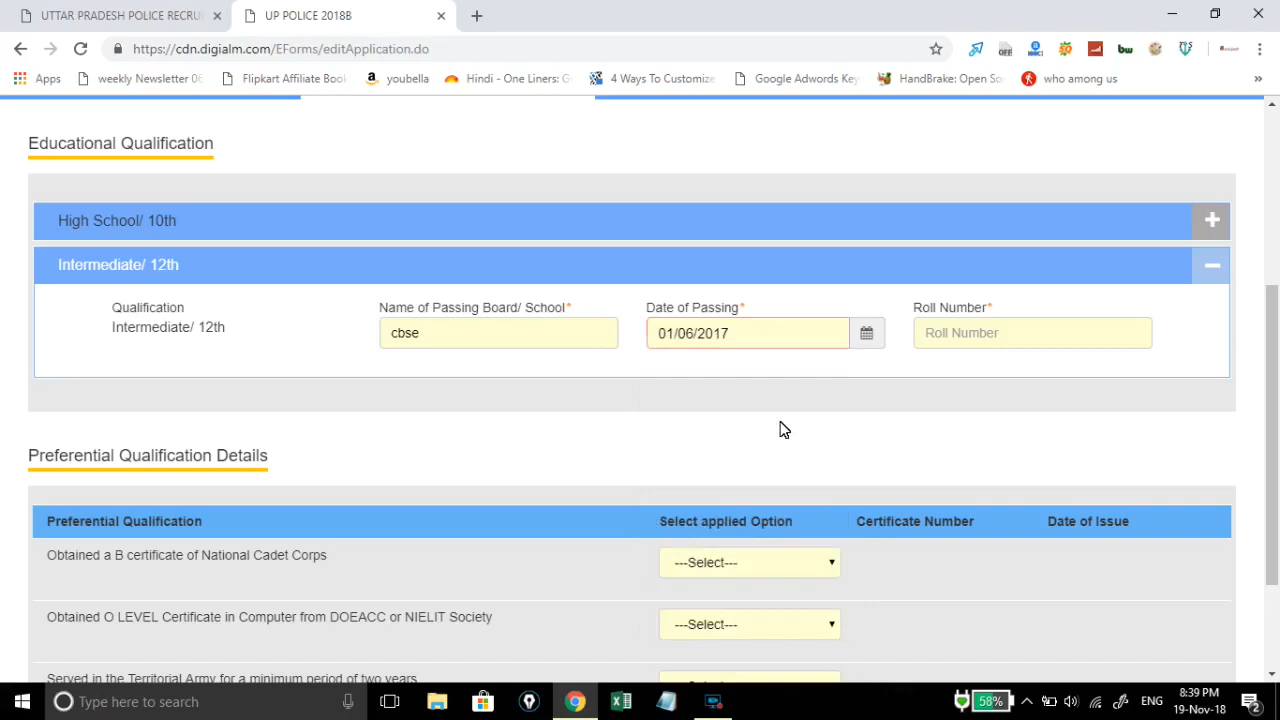 UTTAR PRADESH POLICE RECRU
UP POLICE 2018B
https://cdn.digialm.com/EForms/editApplication.do
Apps
weekly Newsletter 06
Flipkart Affiliate Book
youbella
Hindi - One Liners: G
4 Ways To Customize
Google Adwords Key
HandBrake: Open So
who among us
Educational Qualification
High School/ 10th
Intermediate/ 12th
Qualification
Name of Passing Board/ School*
Date of Passing*
Roll Number*
Intermediate/ 12th
cbse
01/06/2017
Roll Number
Preferential Qualification Details
Preferential Qualification
Select applied Option
Certificate Number
Date of Issue
Obtained a B certificate of National Cadet Corps
---Select---
Obtained O LEVEL Certificate in Computer from DOEACC or NIELIT Society
---Select---
Served in the Territorial Army for a minimum period of two years
Type here to search
58%
ENG
8:39 PM
19-Nov-18
2